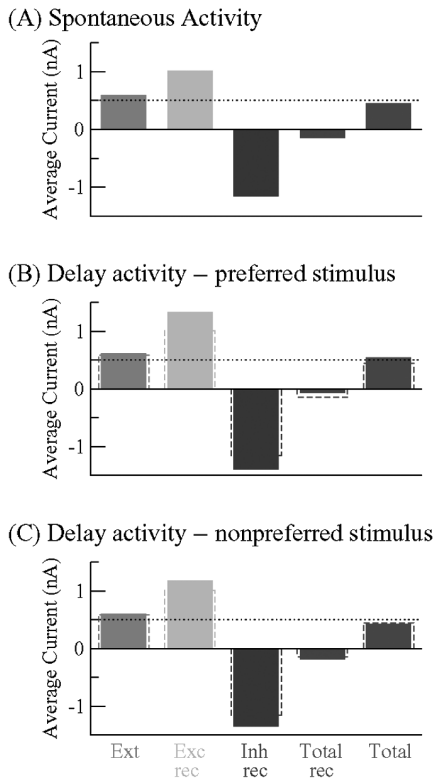 (A) Spontaneous Activity
Average Current (nA)
1
0
-1
(B) Delay activity – preferred stimulus
Average Current (nA)
1
0
-1
(C) Delay activity – nonpreferred stimulus
Average Current (nA)
1
0
-1
Ext Exc Inh Total Total
rec rec rec